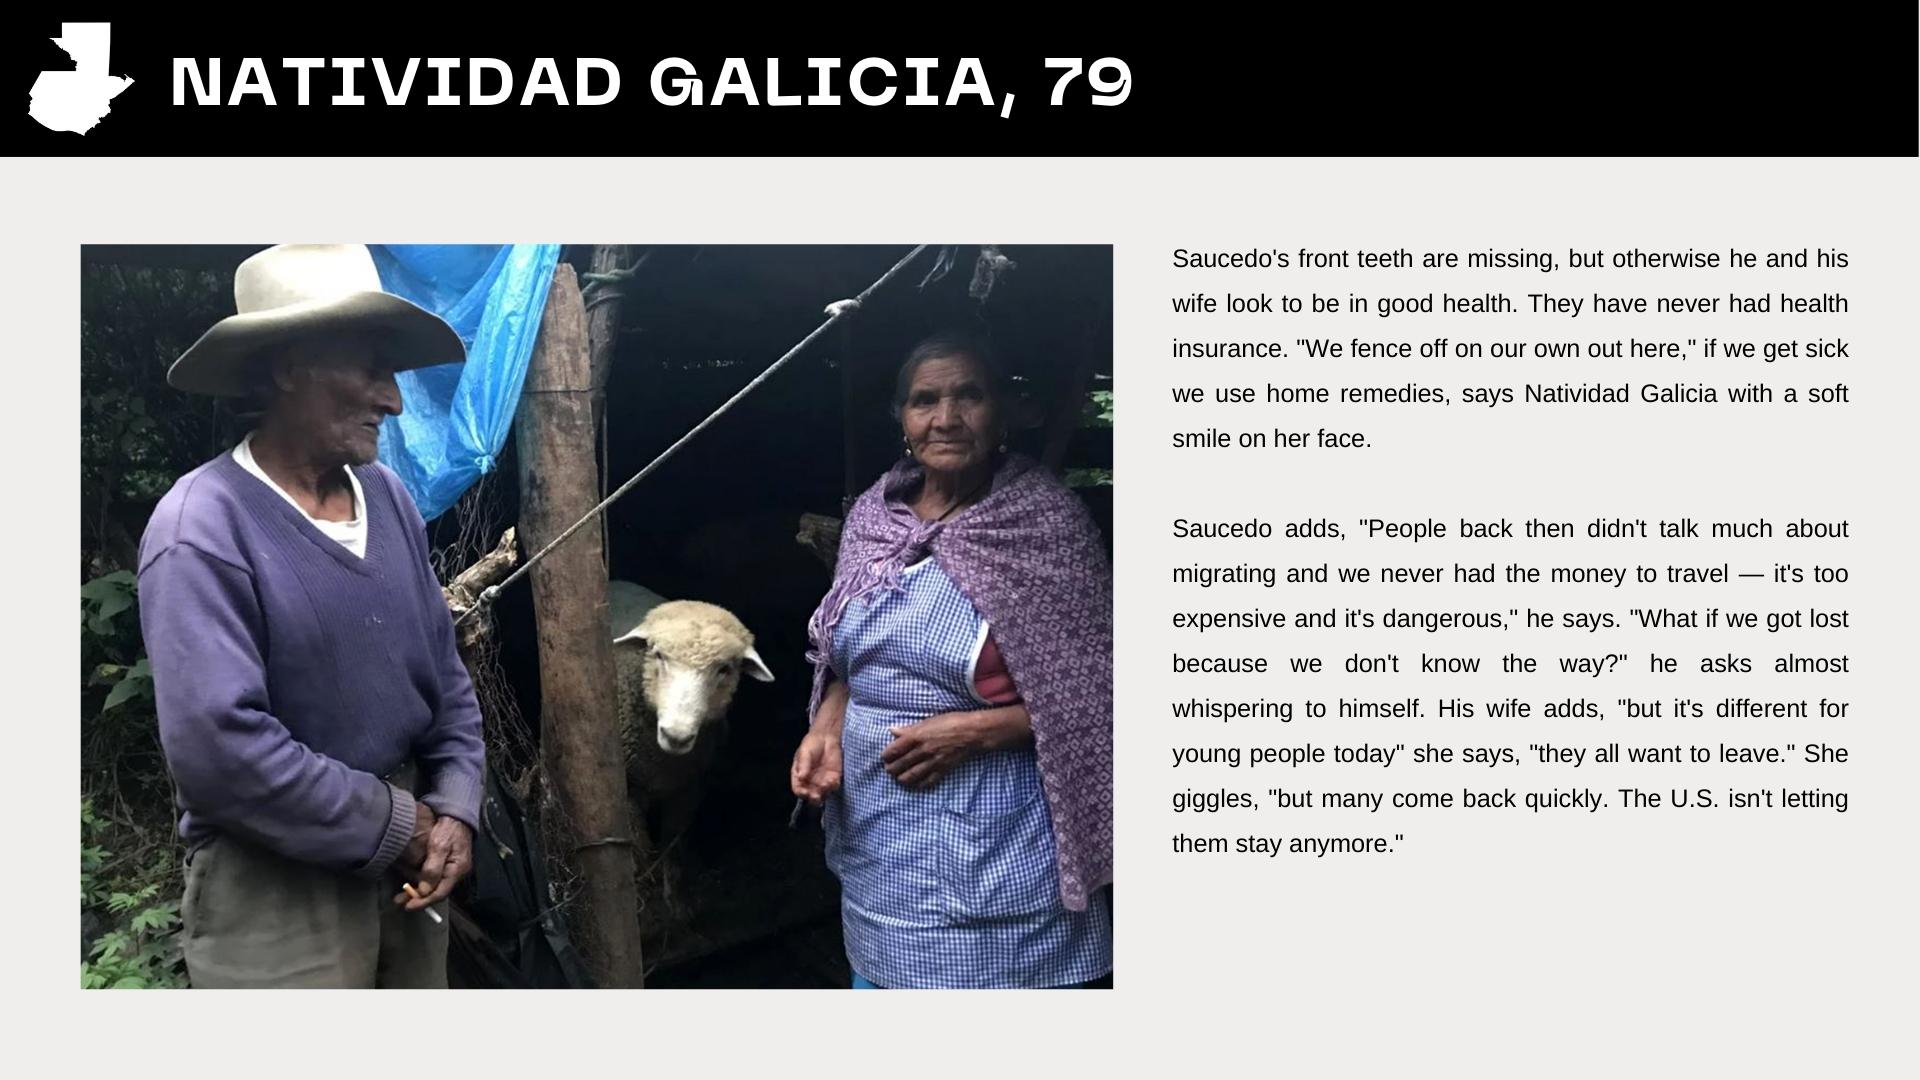 NATIVIDAD GALICIA, 79
Saucedo's front teeth are missing, but otherwise he and his
wife look to be in good health. They have never had health
insurance. "We fence off on our own out here," if we get sick
we use home remedies, says Natividad Galicia with a soft
smile on her face.
Saucedo adds, "People back then didn't talk much about
migrating and we never had the money to travel — it's too
expensive and it's dangerous," he says. "What if we got lost
because we don't know the way?" he asks almost
whispering to himself. His wife adds, "but it's different for
young people today" she says, "they all want to leave." She
giggles, "but many come back quickly. The U.S. isn't letting
them stay anymore."